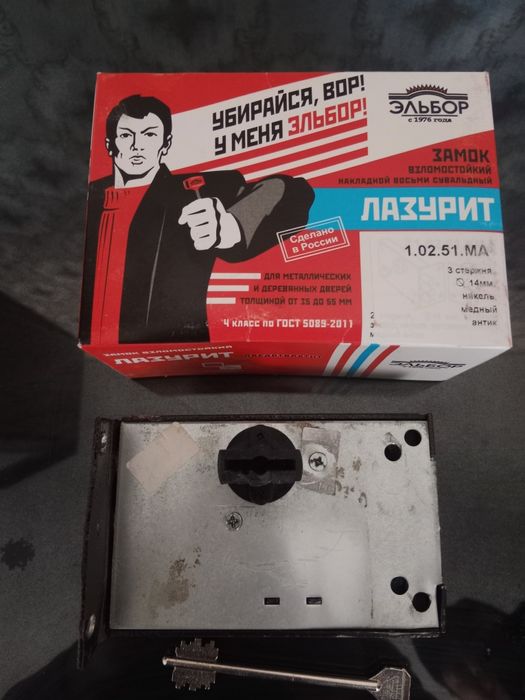 УБИРАЙСЯ, ВОР!
У МЕНЯ ЭЛЬБОР!
ЭЛЬБОР
с 1976 года
ЗАМОК
ВЗЛОМОСТОЙКИЙ
НАКЛАДНОЙ ВОСЬМИ СУВАЛЬДНЫЙ
ЛАЗУРИТ
Сделано
в России
1.02.51.МА
3 стержня
14мм,
никель
медный
антик
ДЛЯ МЕТАЛЛИЧЕСКИХ
И ДЕРЕВЯННЫХ ДВЕРЕЙ
ТОЛЩИНОЙ ОТ 35 ДО 65 ММ
4 КЛАСС ПО ГОСТ 5089-2011
ЗАМОК ВЗЛОМОСТОЙКИЙ
ЛАЗУРИТ
ЭЛЬБОР